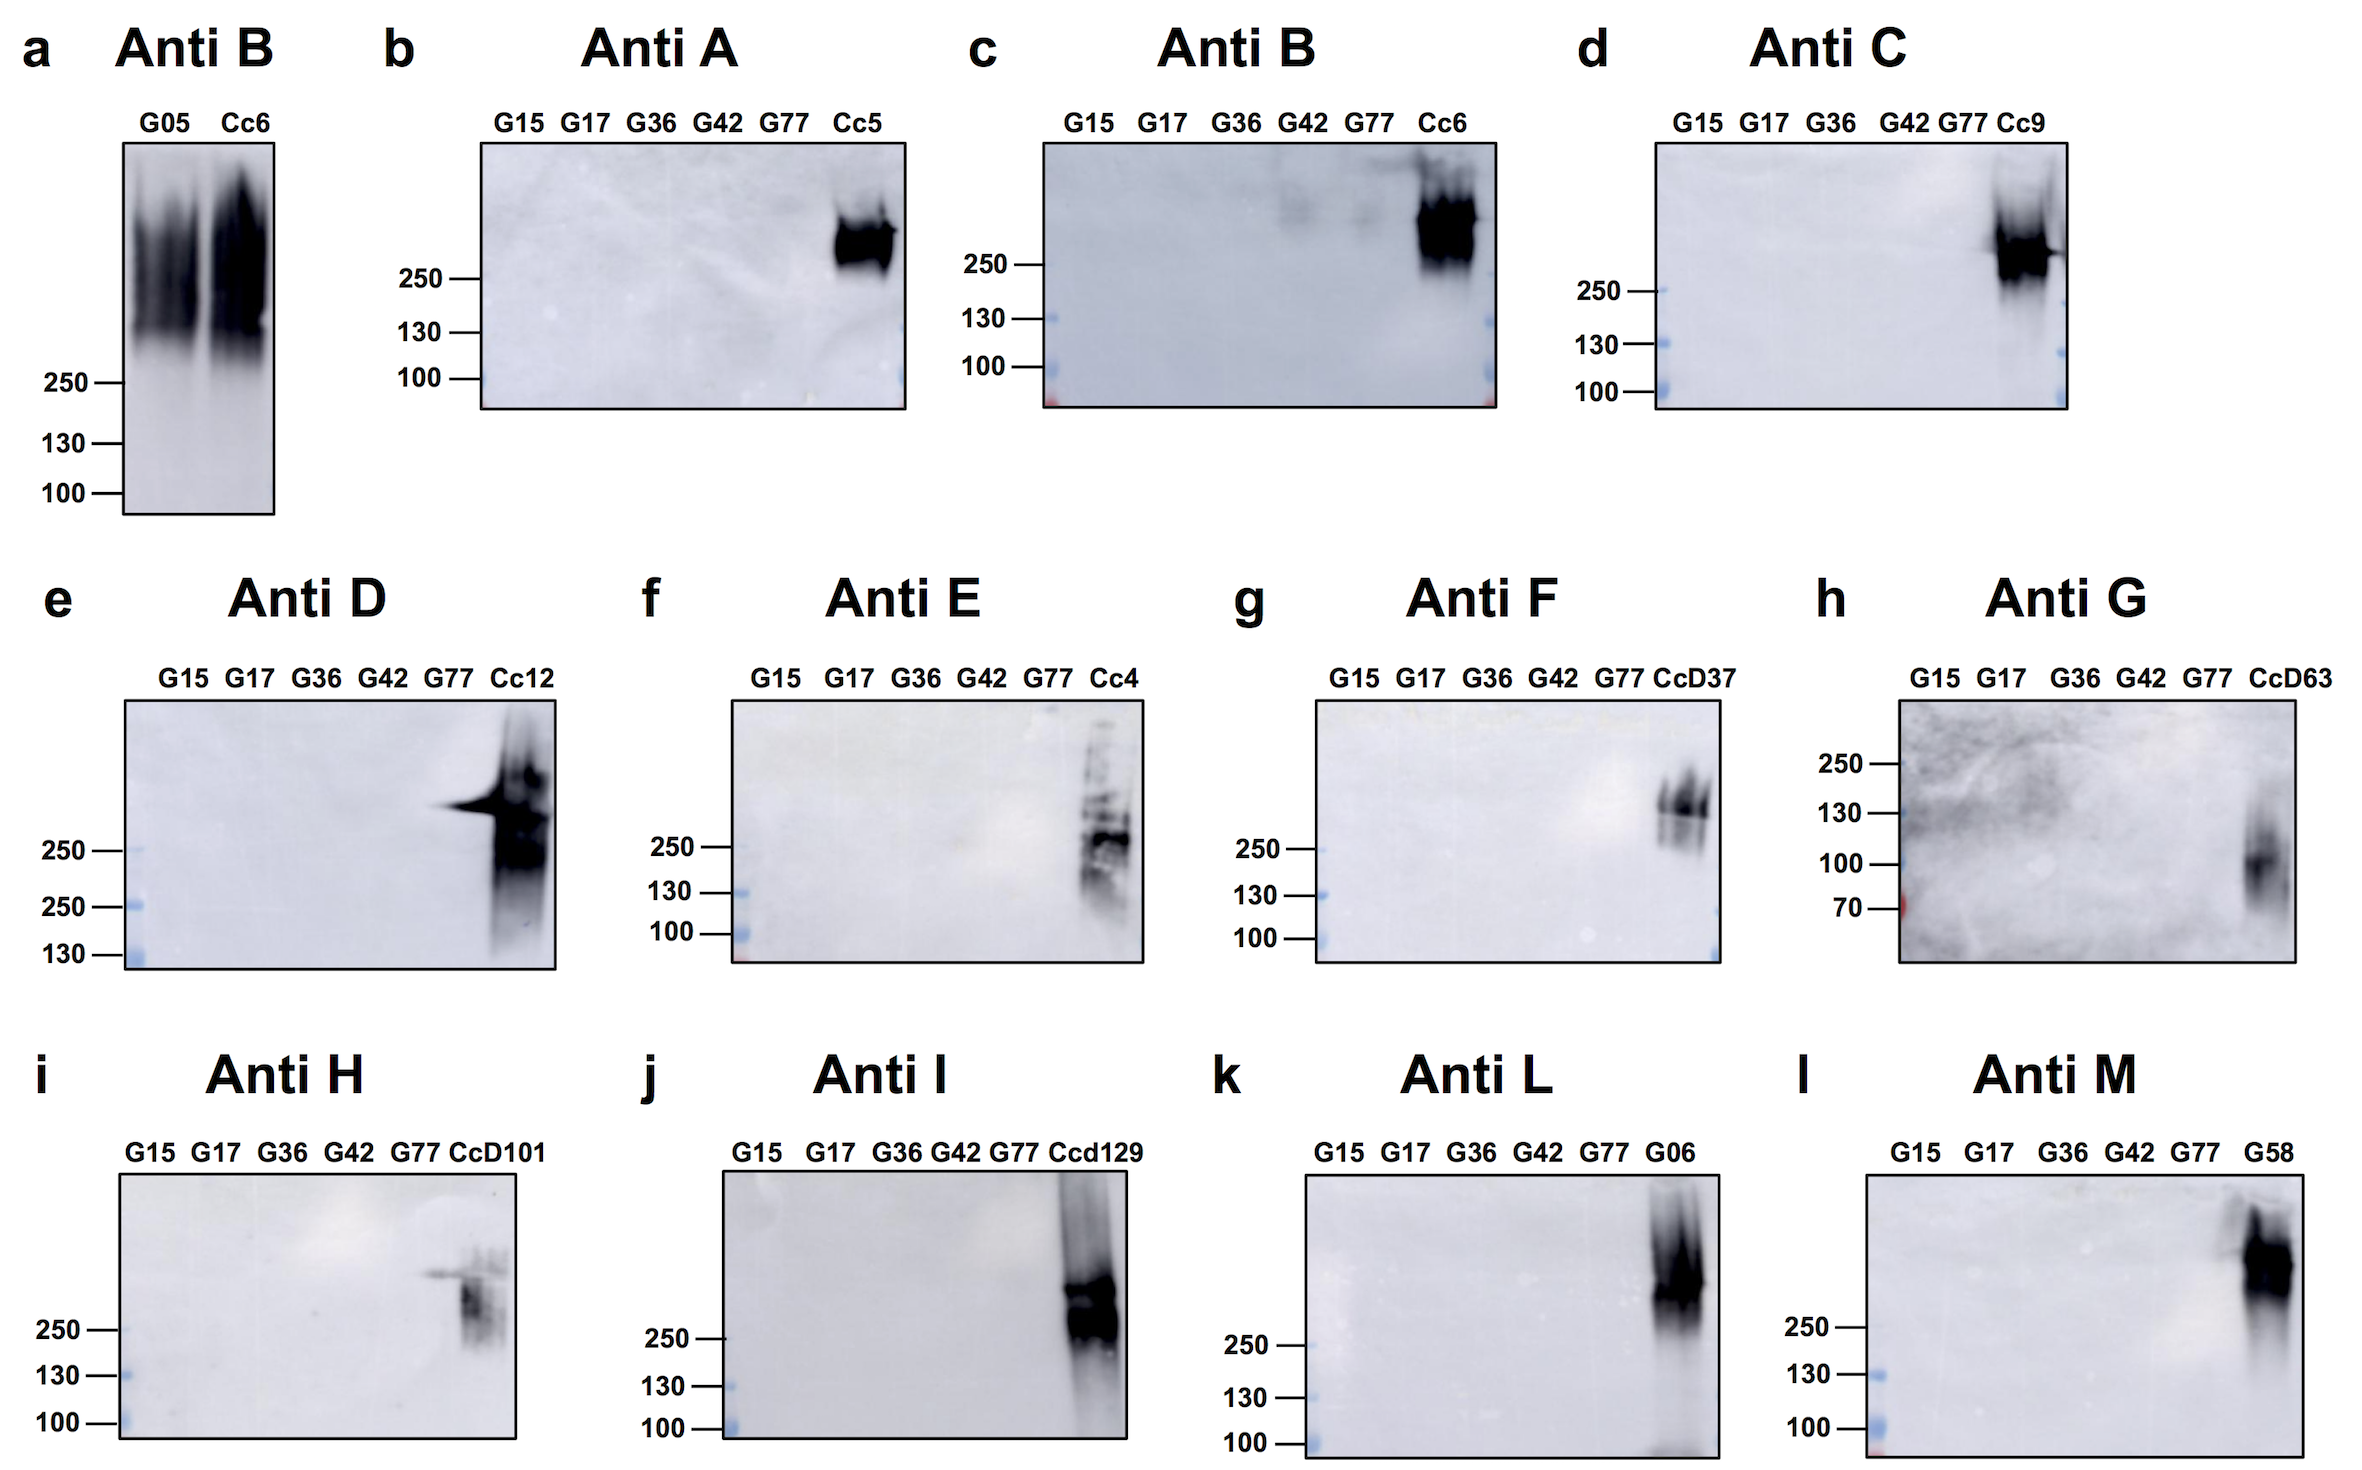 a Anti B b Anti A c Anti B d Anti C
G05 Cc6 G15 G17 G36 G42 G77 Cc5 G15 G17 G36 G42 G77 Cc6 G15 G17 G36 G42 G77 Cc9
250 130 100
250 130 100
250 130 100
250 130 100
e Anti D f Anti E g Anti F h Anti G
G15 G17 G36 G42 G77 Cc12 G15 G17 G36 G42 G77 Cc4 G15 G17 G36 G42 G77 CcD37 G15 G17 G36 G42 G77 CcD63
250 250 130
250 130 100
250 130 100
250 130 100 70
i Anti H j Anti I k Anti L l Anti M
G15 G17 G36 G42 G77 CcD101 G15 G17 G36 G42 G77 Ccd129 G15 G17 G36 G42 G77 G06 G15 G17 G36 G42 G77 G58
250 130 100
250 130 100
250 130 100
250 130 100